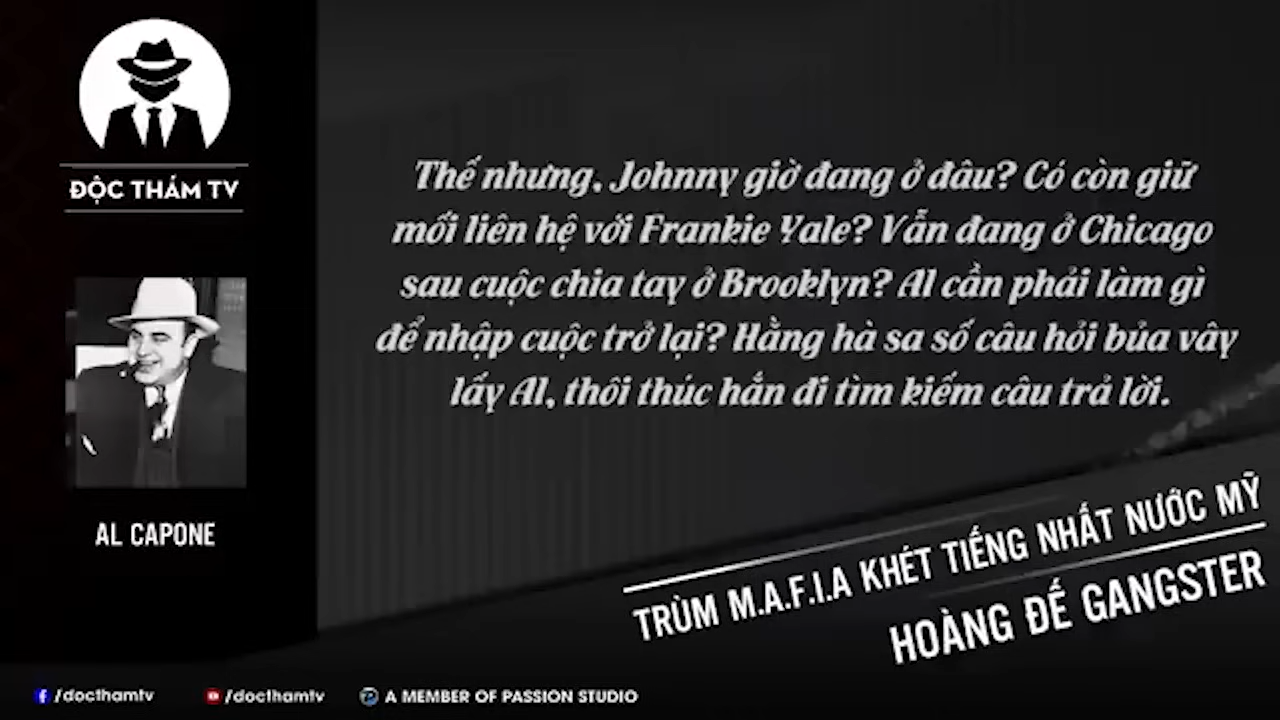 ĐỘC THÁM TV
AL CAPONE
Thế nhưng, Johnny giờ đang ở đâu? Có còn giữ
mối liên hệ với Frankie Yale? Vẫn đang ở Chicago
sau cuộc chia tay ở Brooklyn? Al cần phải làm gì
để nhập cuộc trở lại? Hằng hà sa số câu hỏi bủa vây
lấy Al, thôi thúc hắn đi tìm kiếm câu trả lời.
TRÙM M.A.F.I.A KHÉT TIẾNG NHẤT NƯỚC MỸ
HOÀNG ĐẾ GANGSTER
/docthamtv
/docthamtv
A MEMBER OF PASSION STUDIO